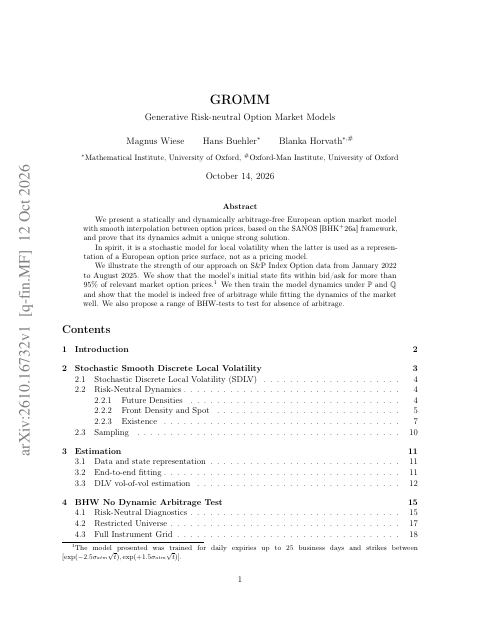 GROMM
Generative Risk-neutral Option Market Models
Magnus Wiese Hans Buehler* Blanka Horvath*,#
*Mathematical Institute, University of Oxford, #Oxford-Man Institute, University of Oxford
October 14, 2026
Abstract
We present a statically and dynamically arbitrage-free European option market model
with smooth interpolation between option prices, based on the SANOS [BHK+26a] framework,
and prove that its dynamics admit a unique strong solution.
In spirit, it is a stochastic model for local volatility when the latter is used as a represen-
tation of a European option price surface, not as a pricing model.
We illustrate the strength of our approach on S&P Index Option data from January 2022
to August 2025. We show that the model's initial state fits within bid/ask for more than
95% of relevant market option prices.1 We then train the model dynamics under ℙ and ℚ
and show that the model is indeed free of arbitrage while fitting the dynamics of the market
well. We also propose a range of BHW-tests to test for absence of arbitrage.
Contents
1 Introduction 2
2 Stochastic Smooth Discrete Local Volatility 3
2.1 Stochastic Discrete Local Volatility (SDLV) . . . . . . . . . . . . . . . . . . . . 4
2.2 Risk-Neutral Dynamics . . . . . . . . . . . . . . . . . . . . . . . . . . . . . . . 4
2.2.1 Future Densities . . . . . . . . . . . . . . . . . . . . . . . . . . . . . . 4
2.2.2 Front Density and Spot . . . . . . . . . . . . . . . . . . . . . . . . . . 5
2.2.3 Existence . . . . . . . . . . . . . . . . . . . . . . . . . . . . . . . . . . 7
2.3 Sampling . . . . . . . . . . . . . . . . . . . . . . . . . . . . . . . . . . . . . . 10
3 Estimation 11
3.1 Data and state representation . . . . . . . . . . . . . . . . . . . . . . . . . . . 11
3.2 End-to-end fitting . . . . . . . . . . . . . . . . . . . . . . . . . . . . . . . . . . 11
3.3 DLV vol-of-vol estimation . . . . . . . . . . . . . . . . . . . . . . . . . . . . . 12
4 BHW No Dynamic Arbitrage Test 15
4.1 Risk-Neutral Diagnostics . . . . . . . . . . . . . . . . . . . . . . . . . . . . . . 15
4.2 Restricted Universe . . . . . . . . . . . . . . . . . . . . . . . . . . . . . . . . . 17
4.3 Full Instrument Grid . . . . . . . . . . . . . . . . . . . . . . . . . . . . . . . . 18
1The model presented was trained for daily expiries up to 25 business days and strikes between
[exp(−2.5σatm√t), exp(+1.5σatm√t)].
1
arXiv:2610.16732v1 [q-fin.MF] 12 Oct 2026